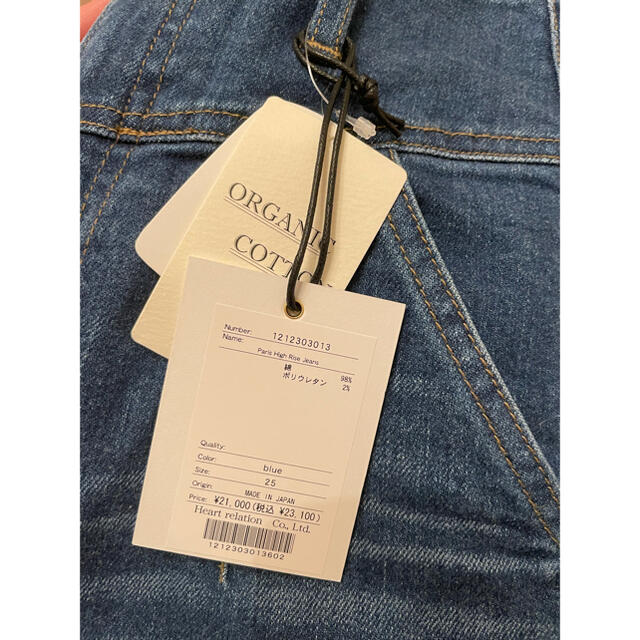 ORGANIC
COTTON
Number: 1212303013
Name: Paris High Rise Jeans
綿 98%
ポリウレタン 2%
Quality:
Color: blue
Size: 25
Origin: MADE IN JAPAN
Price: ¥21,000(税込 ¥23,100)
Heart relation Co., Ltd.
1212303013602